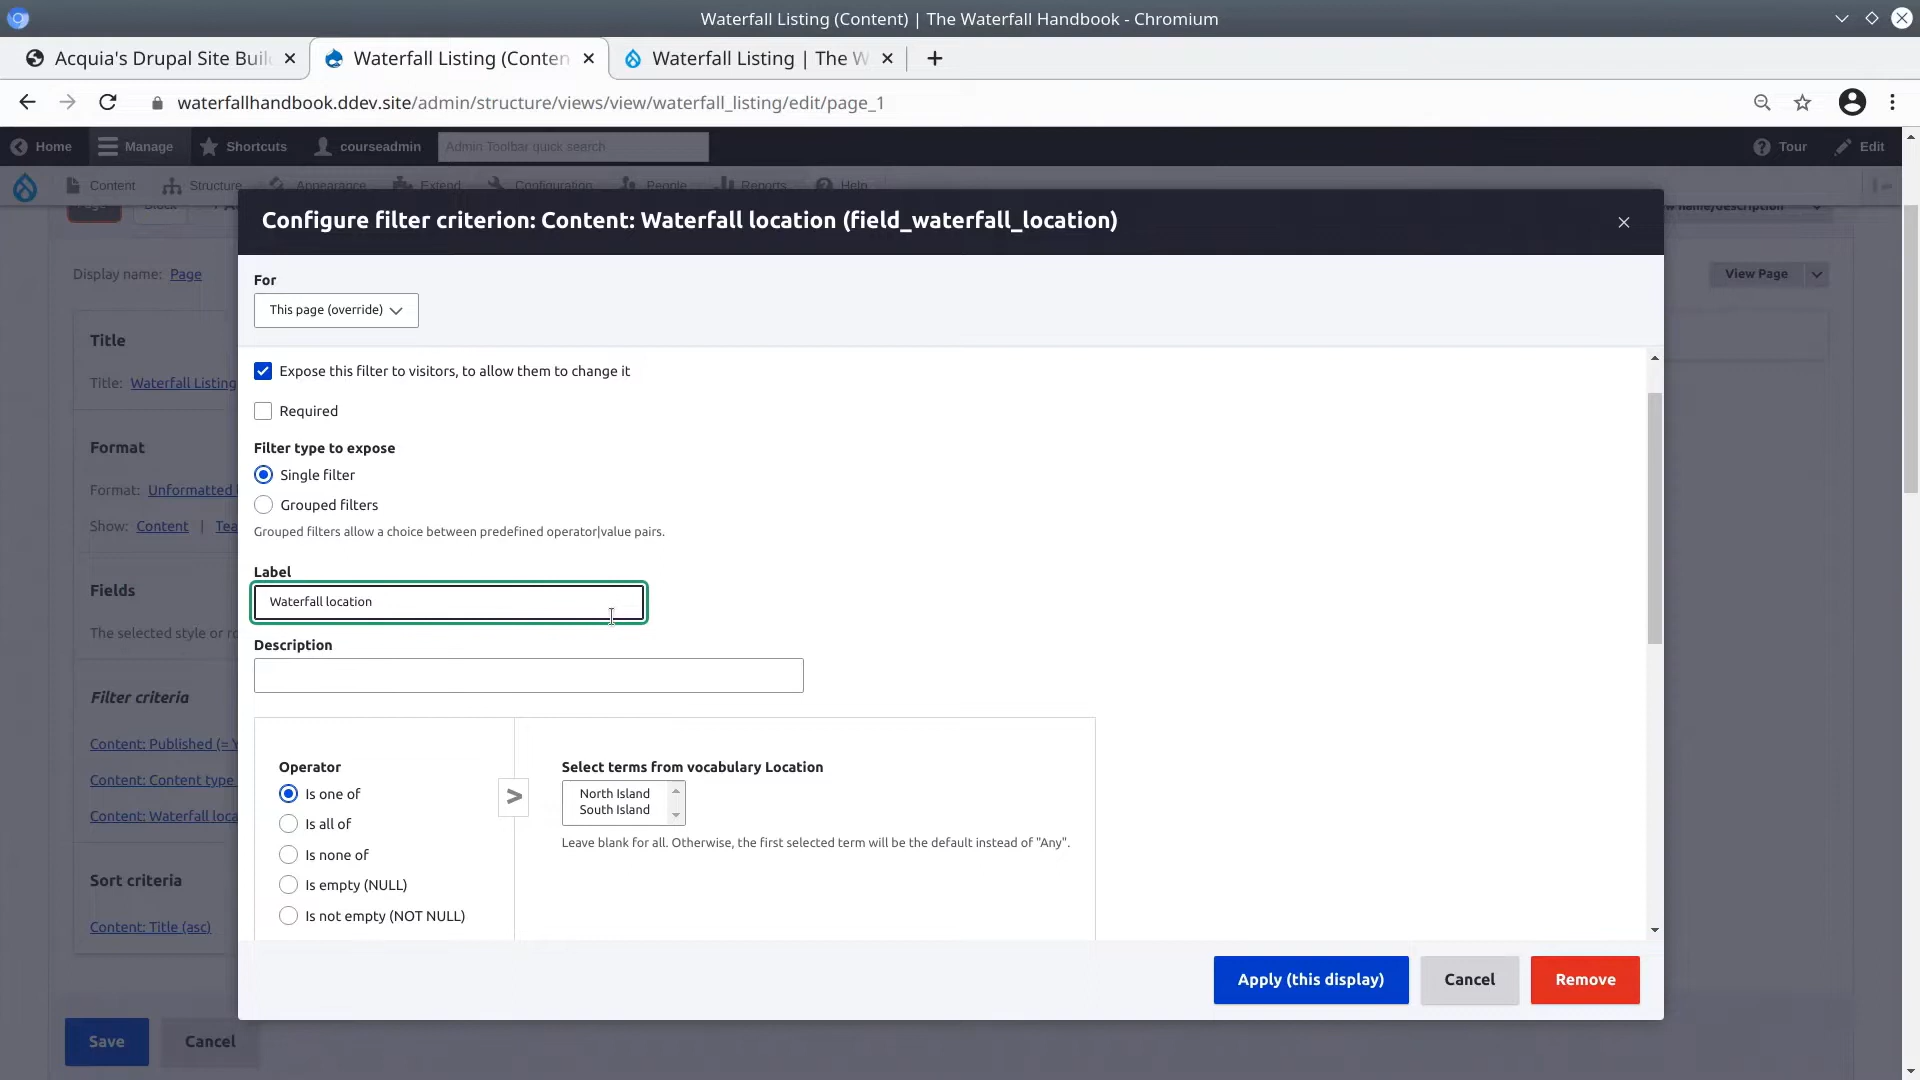 Waterfall Listing (Content) | The Waterfall Handbook - Chromium
Acquia's Drupal Site Buil
Waterfall Listing (Conten
Waterfall Listing | The W
waterfallhandbook.ddev.site/admin/structure/views/view/waterfall_listing/edit/page_1
Home
Manage
Shortcuts
courseadmin
Admin Toolbar quick search
Tour
Edit
Content
Structure
Appearance
Extend
Configuration
People
Reports
Help
Configure filter criterion: Content: Waterfall location (field_waterfall_location)
Display name: Page
View Page
For
This page (override)
Title
Title: Waterfall Listing
Format
Format: Unformatted
Show: Content |
Fields
The selected style or
Filter criteria
Content: Published (=
Content: Content type
Content: Waterfall
Sort criteria
Content: Title (asc)
Expose this filter to visitors, to allow them to change it
Required
Filter type to expose
Single filter
Grouped filters
Grouped filters allow a choice between predefined operator|value pairs.
Label
Waterfall location
Description
Operator
Is one of
Is all of
Is none of
Is empty (NULL)
Is not empty (NOT NULL)
>
Select terms from vocabulary Location
North Island
South Island
Leave blank for all. Otherwise, the first selected term will be the default instead of "Any".
Apply (this display)
Cancel
Remove
Save
Cancel